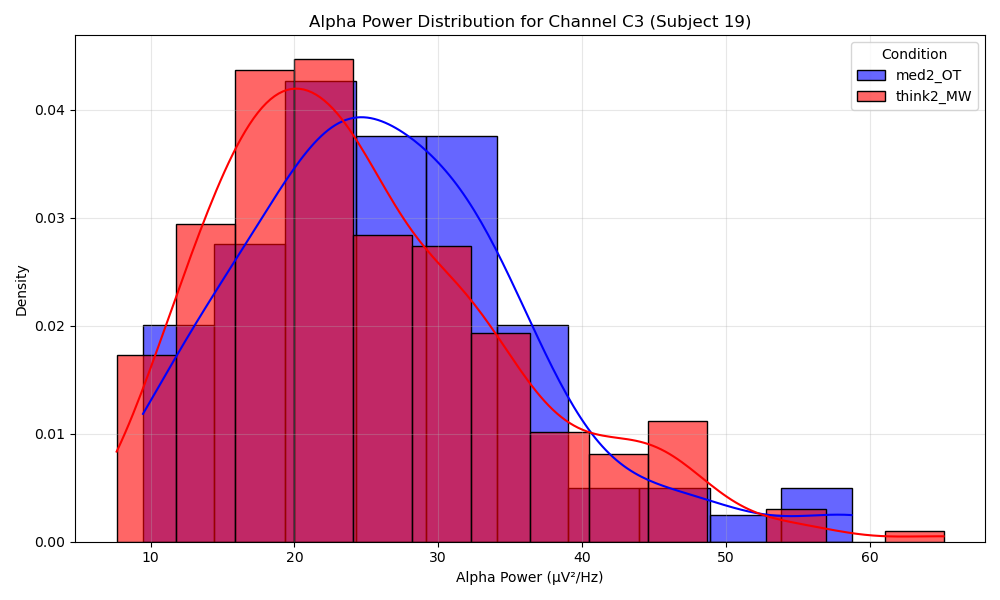 Alpha Power Distribution for Channel C3 (Subject 19)
Condition
med2_OT
think2_MW
0.04
0.03
0.02
0.01
0.00
Density
10 20 30 40 50 60
Alpha Power (μV²/Hz)